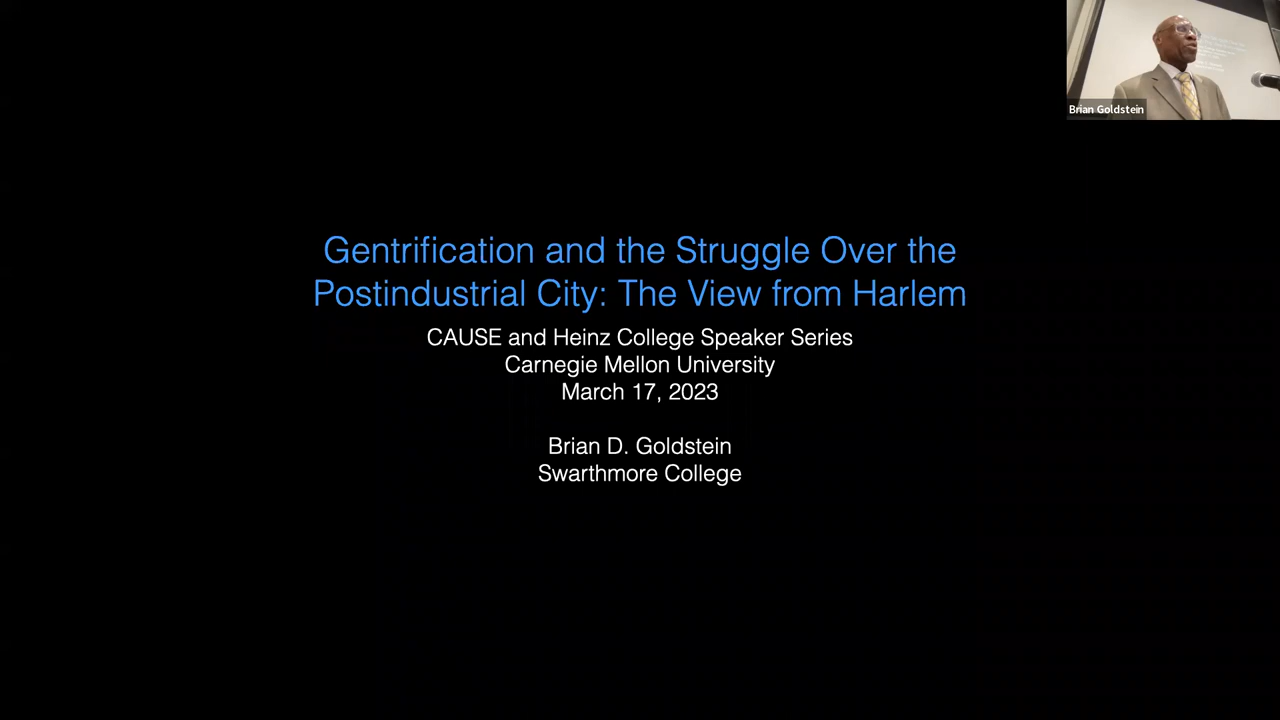 Brian Goldstein
Gentrification and the Struggle Over the
Postindustrial City: The View from Harlem
CAUSE and Heinz College Speaker Series
Carnegie Mellon University
March 17, 2023
Brian D. Goldstein
Swarthmore College